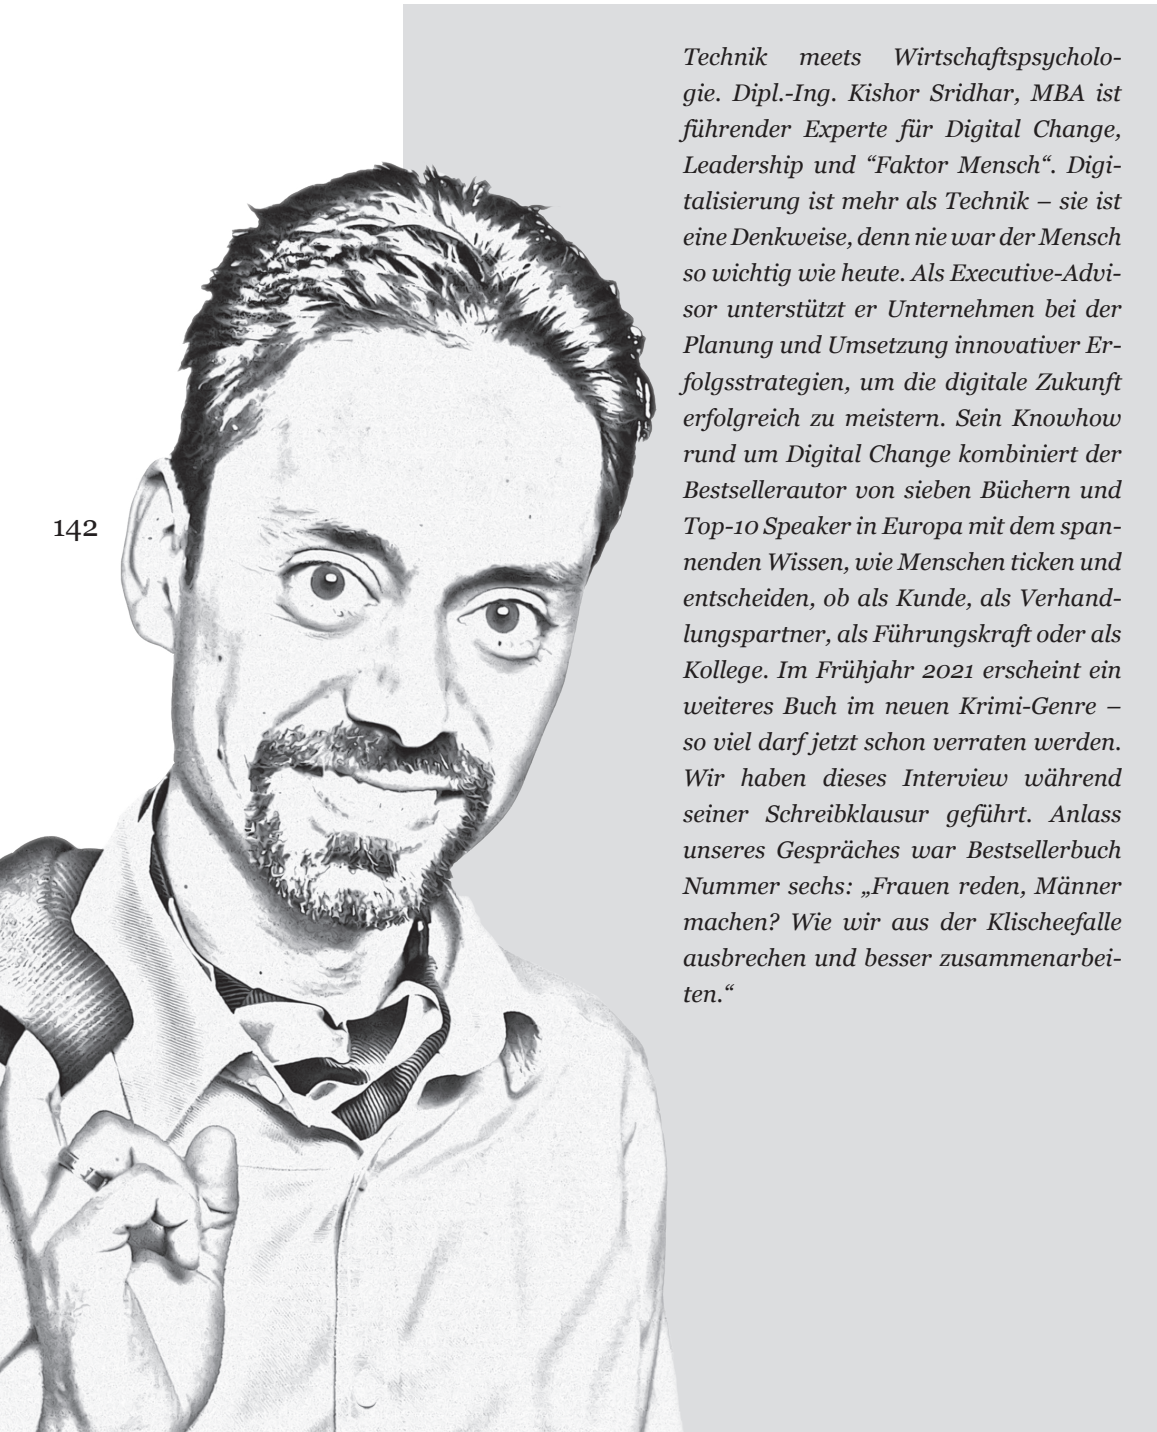 Technik meets Wirtschaftspsycholo-
gie. Dipl.-Ing. Kishor Sridhar, MBA ist
führender Experte für Digital Change,
Leadership und “Faktor Mensch“. Digi-
talisierung ist mehr als Technik – sie ist
eine Denkweise, denn nie war der Mensch
so wichtig wie heute. Als Executive-Advi-
sor unterstützt er Unternehmen bei der
Planung und Umsetzung innovativer Er-
folgsstrategien, um die digitale Zukunft
erfolgreich zu meistern. Sein Knowhow
rund um Digital Change kombiniert der
Bestsellerautor von sieben Büchern und
Top-10 Speaker in Europa mit dem span-
nenden Wissen, wie Menschen ticken und
entscheiden, ob als Kunde, als Verhand-
lungspartner, als Führungskraft oder als
Kollege. Im Frühjahr 2021 erscheint ein
weiteres Buch im neuen Krimi-Genre –
so viel darf jetzt schon verraten werden.
Wir haben dieses Interview während
seiner Schreibklausur geführt. Anlass
unseres Gespräches war Bestsellerbuch
Nummer sechs: „Frauen reden, Männer
machen? Wie wir aus der Klischeefalle
ausbrechen und besser zusammenarbei-
ten.“
142